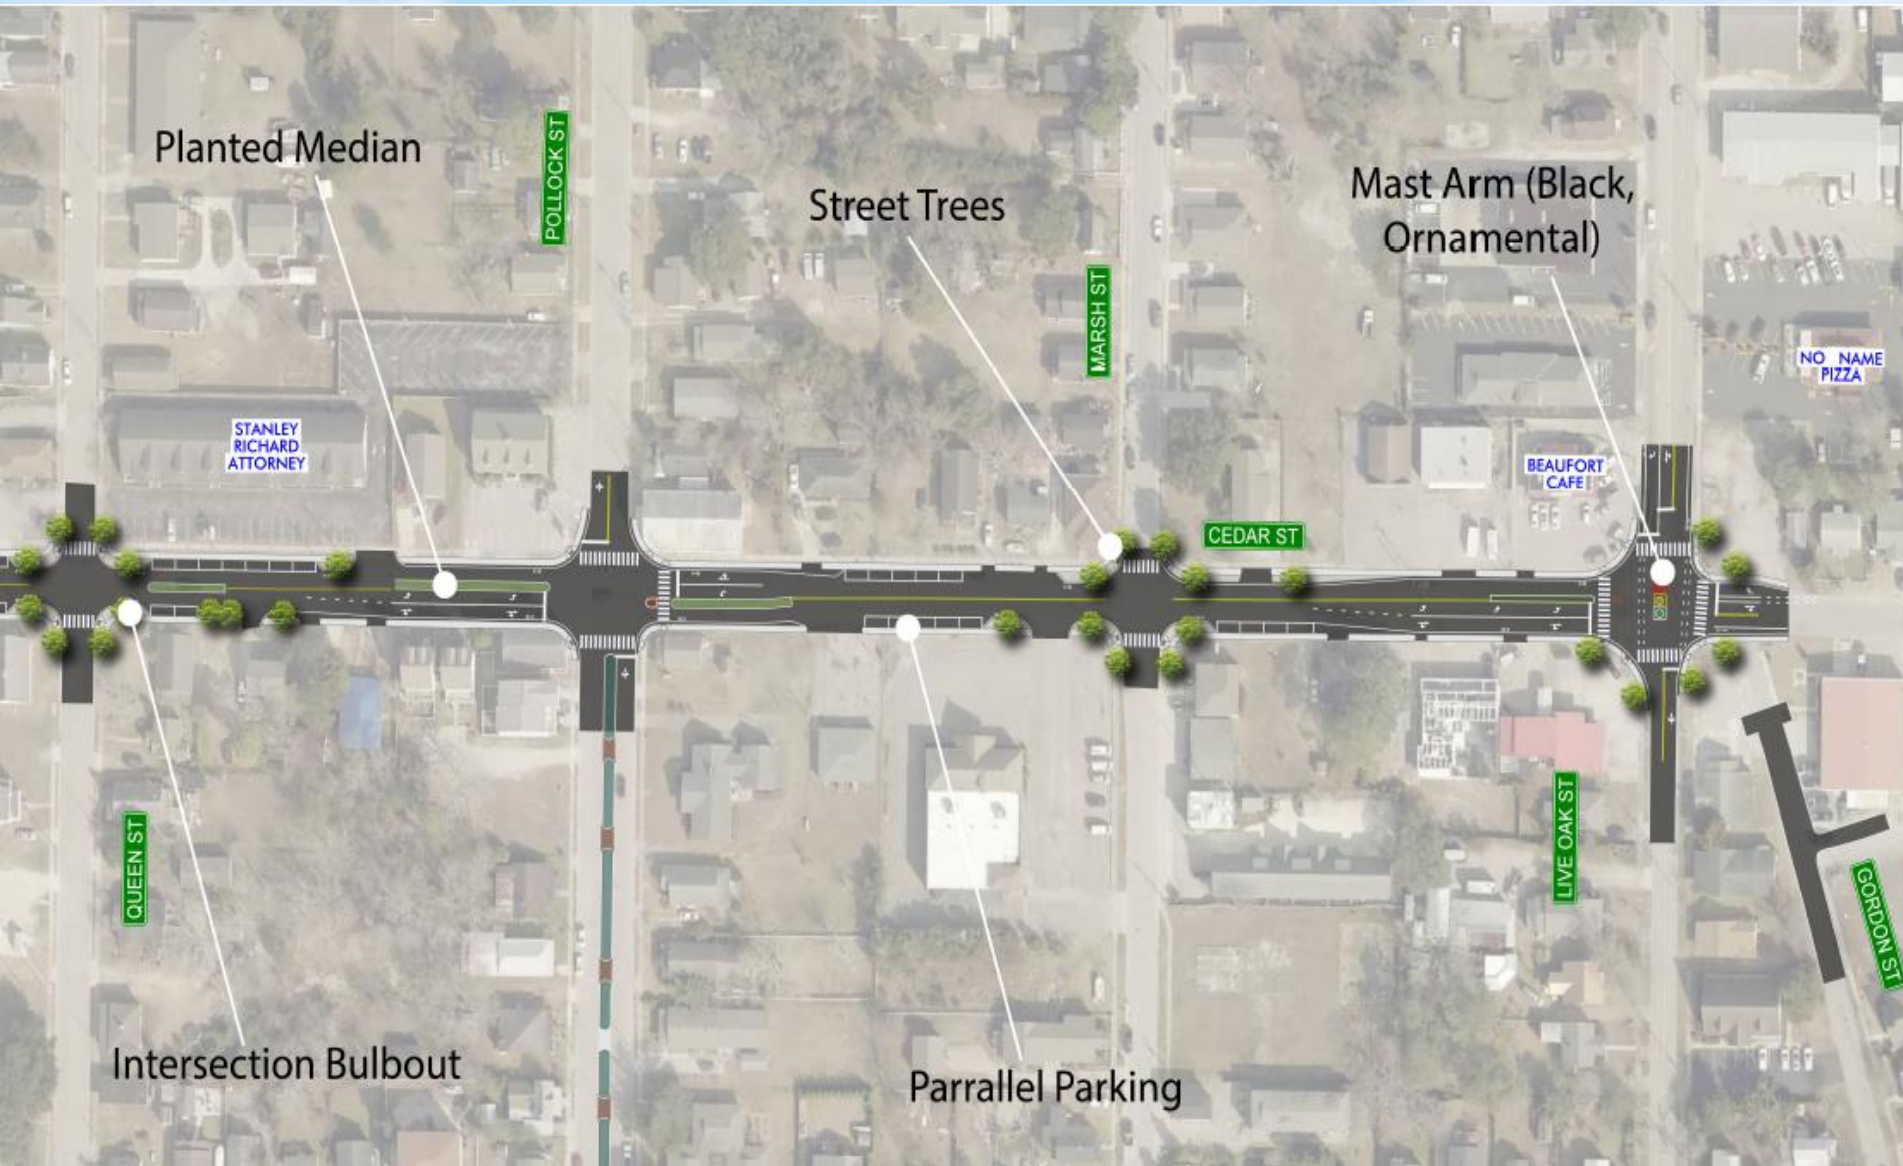 Planted Median
POLLOCK ST
Street Trees
Mast Arm (Black,
Ornamental)
MARSH ST
NO NAME
PIZZA
STANLEY
RICHARD
ATTORNEY
BEAUFORT
CAFE
CEDAR ST
QUEEN ST
LIVE OAK ST
GORDON ST
Intersection Bulbout
Parrallel Parking